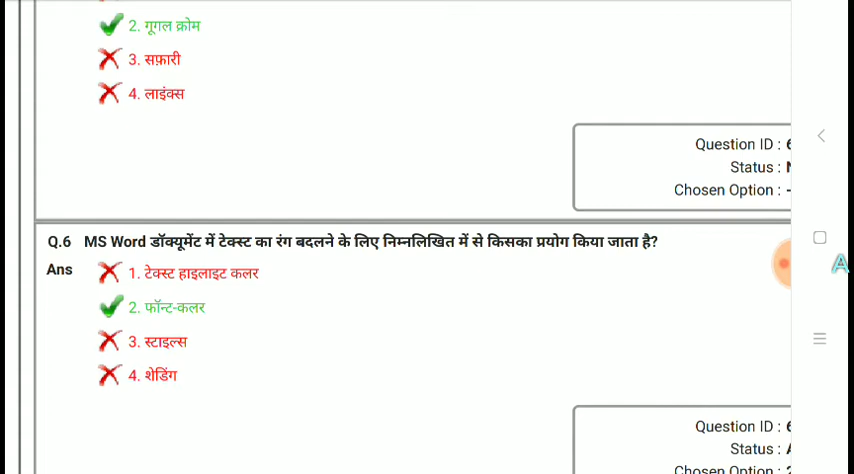 2. गूगल क्रोम
3. सफ़ारी
4. लाइंक्स
Question ID :
Status :
Chosen Option : -
Q.6 MS Word डॉक्यूमेंट में टेक्स्ट का रंग बदलने के लिए निम्नलिखित में से किसका प्रयोग किया जाता है?
Ans 1. टेक्स्ट हाइलाइट कलर
2. फॉन्ट-कलर
3. स्टाइल्स
4. शेडिंग
Question ID :
Status :
Chosen Option :
A